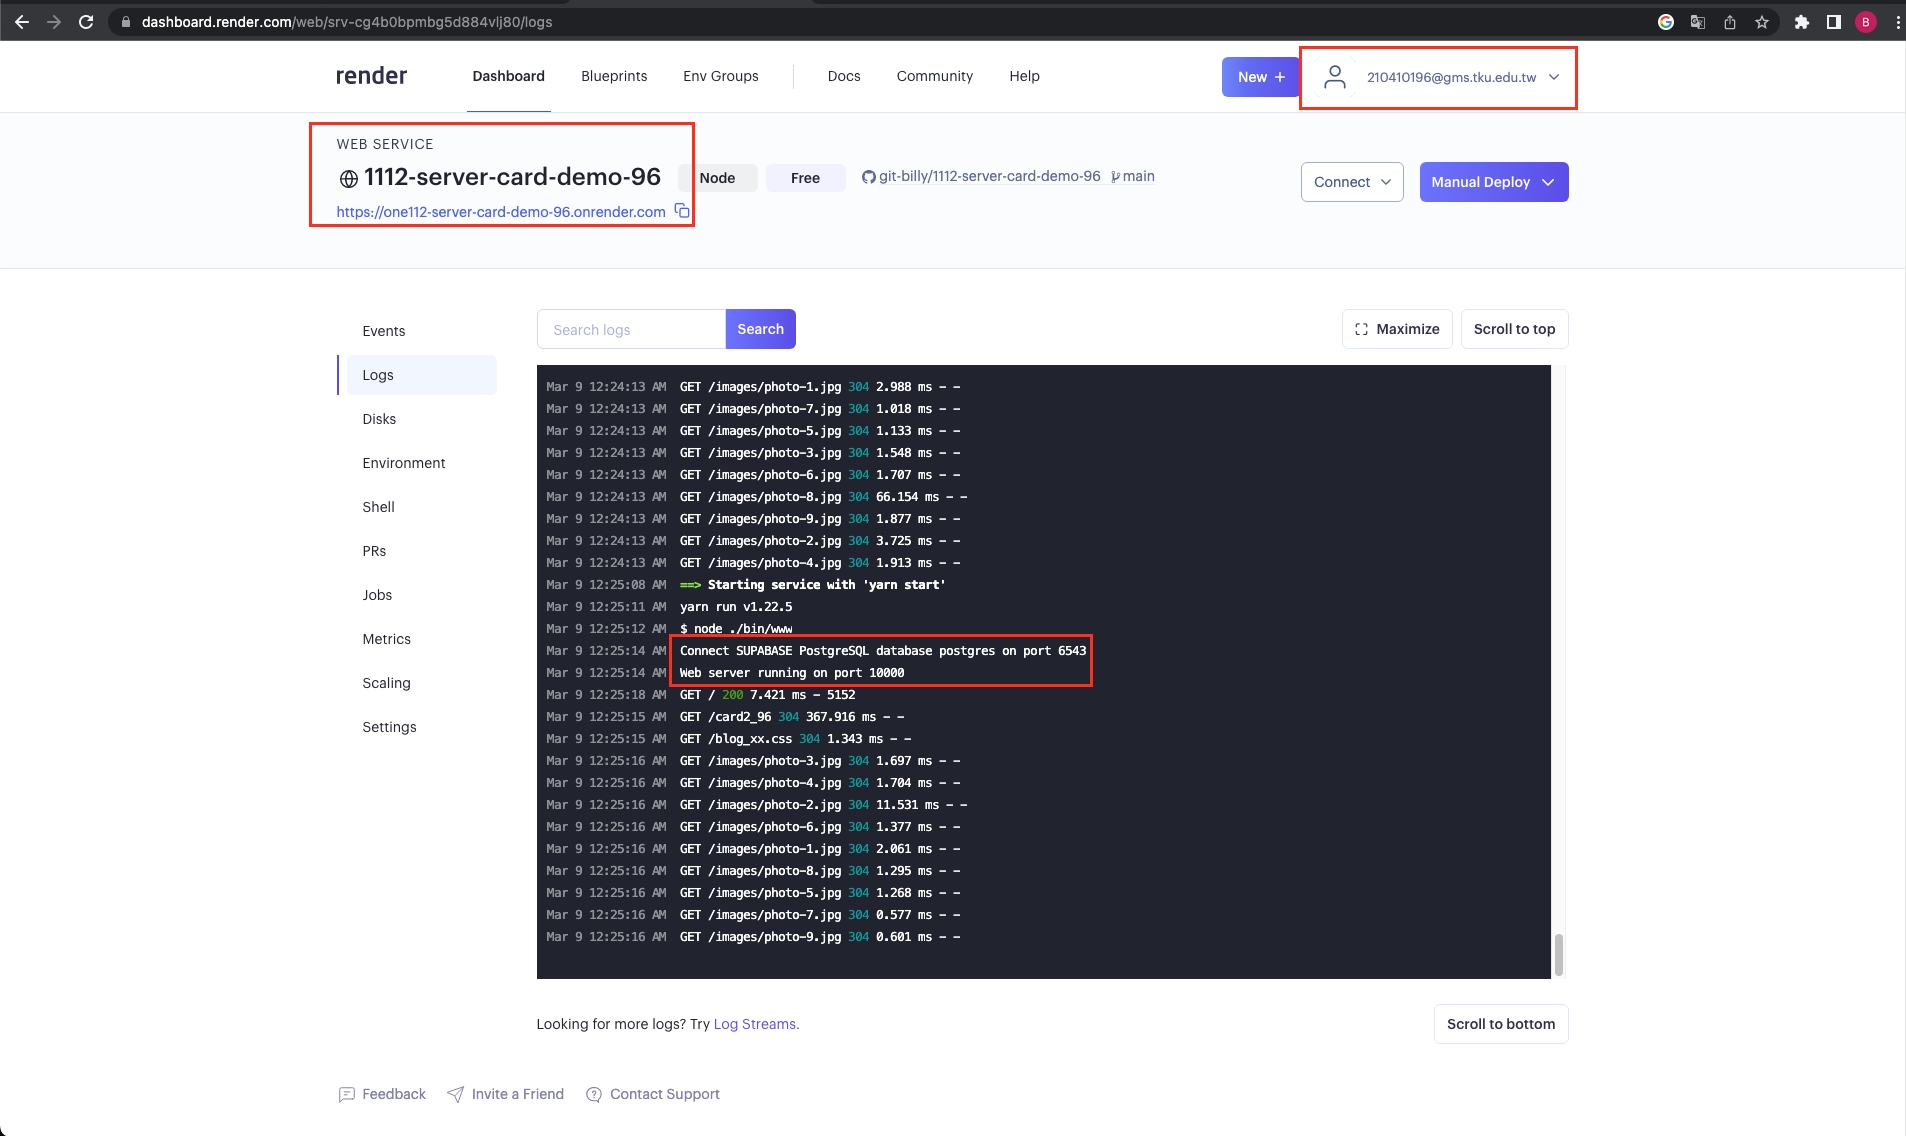 dashboard.render.com/web/srv-cg4b0bpmbg5d884vlj80/logs
B
render
Dashboard
Blueprints
Env Groups
Docs
Community
Help
New +
210410196@gms.tku.edu.tw
WEB SERVICE
1112-server-card-demo-96
Node
Free
git-billy/1112-server-card-demo-96
main
https://one112-server-card-demo-96.onrender.com
Connect
Manual Deploy
Events
Logs
Disks
Environment
Shell
PRs
Jobs
Metrics
Scaling
Settings
Search logs
Search
Maximize
Scroll to top
Mar 9 12:24:13 AM GET /images/photo-1.jpg 304 2.988 ms - -
Mar 9 12:24:13 AM GET /images/photo-7.jpg 304 1.018 ms - -
Mar 9 12:24:13 AM GET /images/photo-5.jpg 304 1.133 ms - -
Mar 9 12:24:13 AM GET /images/photo-3.jpg 304 1.548 ms - -
Mar 9 12:24:13 AM GET /images/photo-6.jpg 304 1.707 ms - -
Mar 9 12:24:13 AM GET /images/photo-8.jpg 304 66.154 ms - -
Mar 9 12:24:13 AM GET /images/photo-9.jpg 304 1.877 ms - -
Mar 9 12:24:13 AM GET /images/photo-2.jpg 304 3.725 ms - -
Mar 9 12:24:13 AM GET /images/photo-4.jpg 304 1.913 ms - -
Mar 9 12:25:08 AM ==> Starting service with 'yarn start'
Mar 9 12:25:11 AM yarn run v1.22.5
Mar 9 12:25:12 AM $ node ./bin/www
Mar 9 12:25:14 AM Connect SUPABASE PostgreSQL database postgres on port 6543
Mar 9 12:25:14 AM Web server running on port 10000
Mar 9 12:25:18 AM GET / 200 7.421 ms - 5152
Mar 9 12:25:15 AM GET /card2_96 304 367.916 ms - -
Mar 9 12:25:15 AM GET /blog_xx.css 304 1.343 ms - -
Mar 9 12:25:16 AM GET /images/photo-3.jpg 304 1.697 ms - -
Mar 9 12:25:16 AM GET /images/photo-4.jpg 304 1.704 ms - -
Mar 9 12:25:16 AM GET /images/photo-2.jpg 304 11.531 ms - -
Mar 9 12:25:16 AM GET /images/photo-6.jpg 304 1.377 ms - -
Mar 9 12:25:16 AM GET /images/photo-1.jpg 304 2.061 ms - -
Mar 9 12:25:16 AM GET /images/photo-8.jpg 304 1.295 ms - -
Mar 9 12:25:16 AM GET /images/photo-5.jpg 304 1.268 ms - -
Mar 9 12:25:16 AM GET /images/photo-7.jpg 304 0.577 ms - -
Mar 9 12:25:16 AM GET /images/photo-9.jpg 304 0.601 ms - -
Looking for more logs? Try Log Streams.
Scroll to bottom
Feedback
Invite a Friend
Contact Support